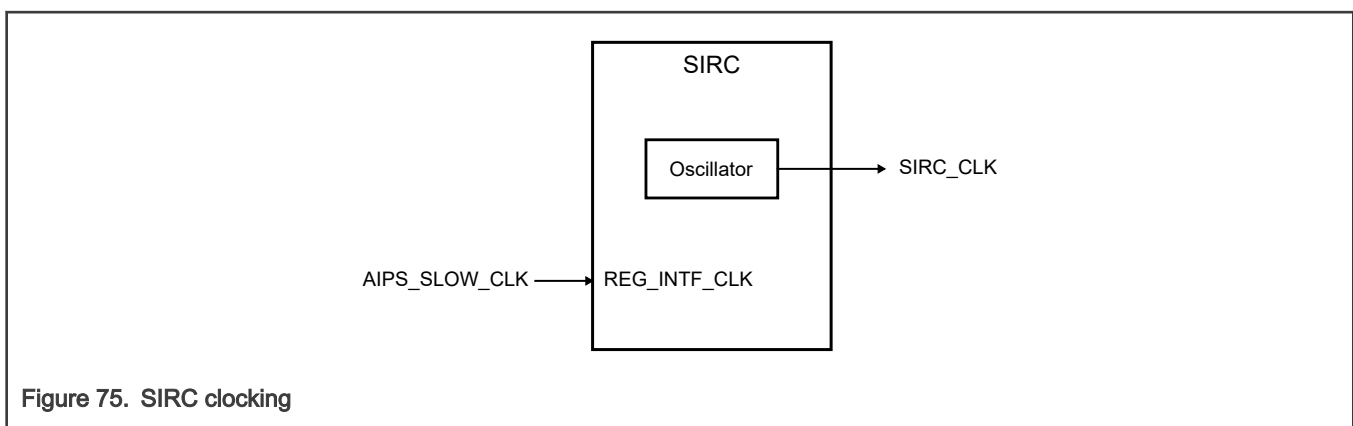 SIRC
Oscillator
SIRC_CLK
AIPS_SLOW_CLK
REG_INTF_CLK
Figure 75. SIRC clocking